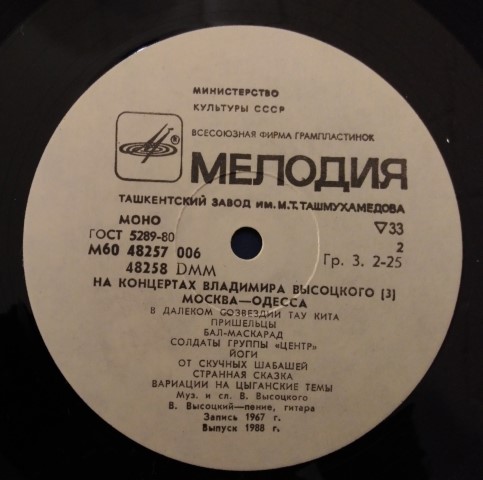 МИНИСТЕРСТВО
КУЛЬТУРЫ СССР
ВСЕСОЮЗНАЯ ФИРМА ГРАМПЛАСТИНОК
МЕЛОДИЯ
ТАШКЕНТСКИЙ ЗАВОД ИМ. М.Т. ТАШМУХАМЕДОВА
МОНО ▽33
ГОСТ 5289-80 2
М60 48257 006 Гр. 3. 2-25
48258 DMM
НА КОНЦЕРТАХ ВЛАДИМИРА ВЫСОЦКОГО (3)
МОСКВА—ОДЕССА
В ДАЛЕКОМ СОЗВЕЗДИИ ТАУ КИТА
ПРИШЕЛЬЦЫ
БАЛ-МАСКАРАД
СОЛДАТЫ ГРУППЫ «ЦЕНТР»
ЙОГИ
ОТ СКУЧНЫХ ШАБАШЕЙ
СТРАННАЯ СКАЗКА
ВАРИАЦИИ НА ЦЫГАНСКИЕ ТЕМЫ
Муз. и сл. В. Высоцкого
В. Высоцкий—пение, гитара
Запись 1967 г.
Выпуск 1988 г.